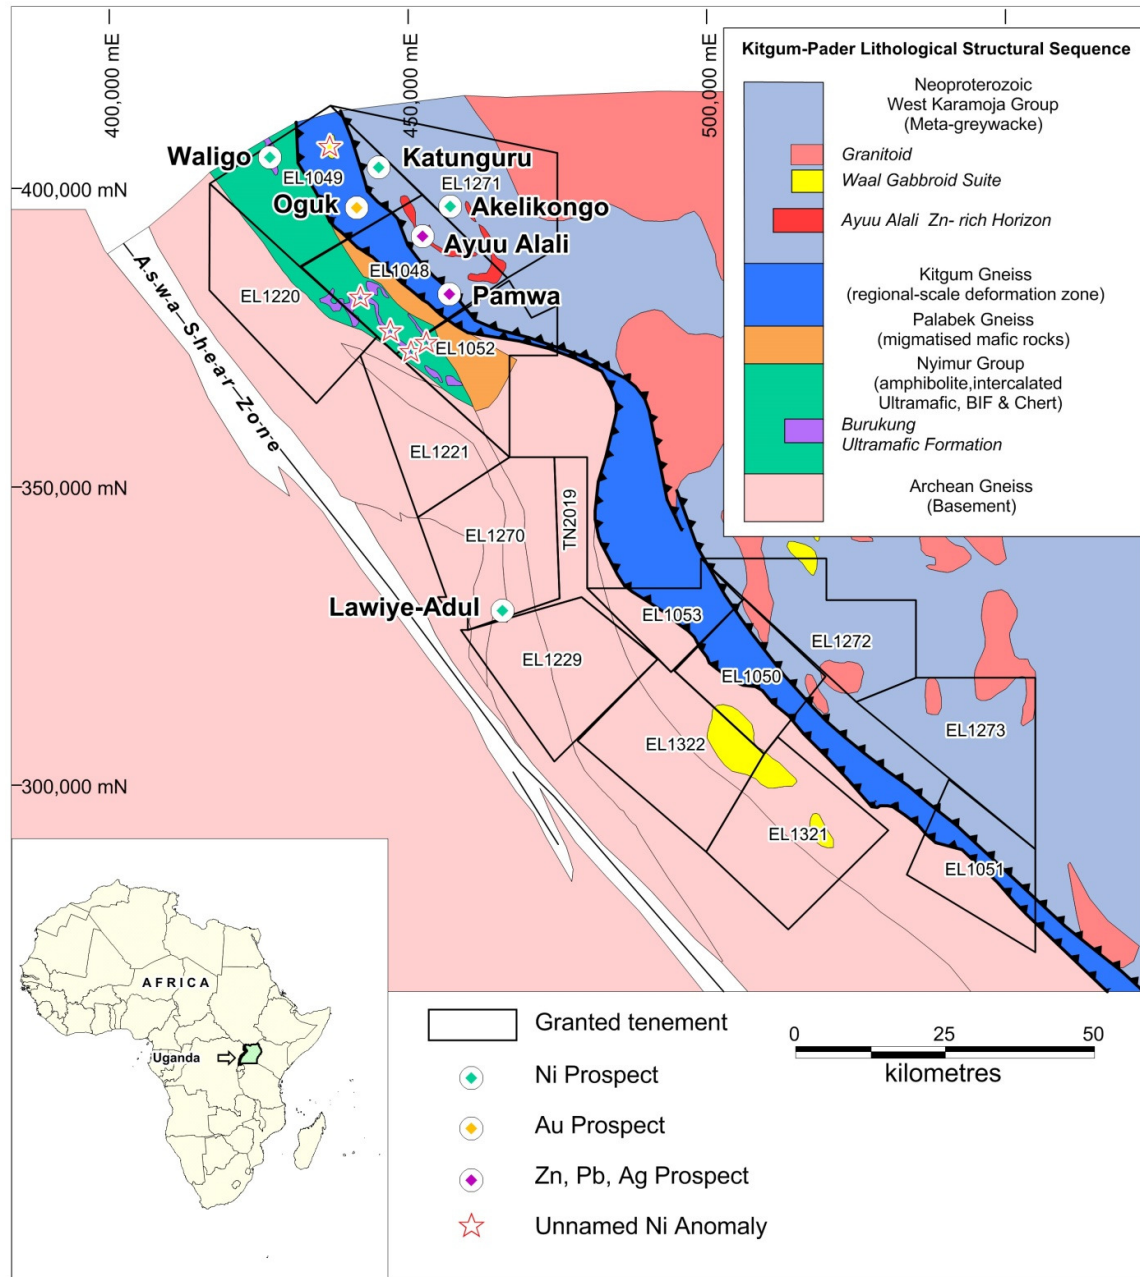 400,000 mE
450,000 mE
500,000 mE
400,000 mN
350,000 mN
300,000 mN
Kitgum-Pader Lithological Structural Sequence
Neoproterozoic
West Karamoja Group
(Meta-greywacke)
Granitoid
Waal Gabbroid Suite
Ayuu Alali Zn- rich Horizon
Kitgum Gneiss
(regional-scale deformation zone)
Palabek Gneiss
(migmatised mafic rocks)
Nyimur Group
(amphibolite,intercalated
Ultramafic, BIF & Chert)
Burukung
Ultramafic Formation
Archean Gneiss
(Basement)
Waligo
Katunguru
EL1049
EL1271
Oguk
Akelikongo
Ayuu Alali
EL1048
Pamwa
EL1220
EL1052
Aswa Shear Zone
EL1221
TN2019
EL1270
Lawiye-Adul
EL1053
EL1272
EL1229
EL1050
EL1322
EL1273
EL1321
EL1051
AFRICA
Uganda
Granted tenement
Ni Prospect
Au Prospect
Zn, Pb, Ag Prospect
Unnamed Ni Anomaly
0 25 50
kilometres